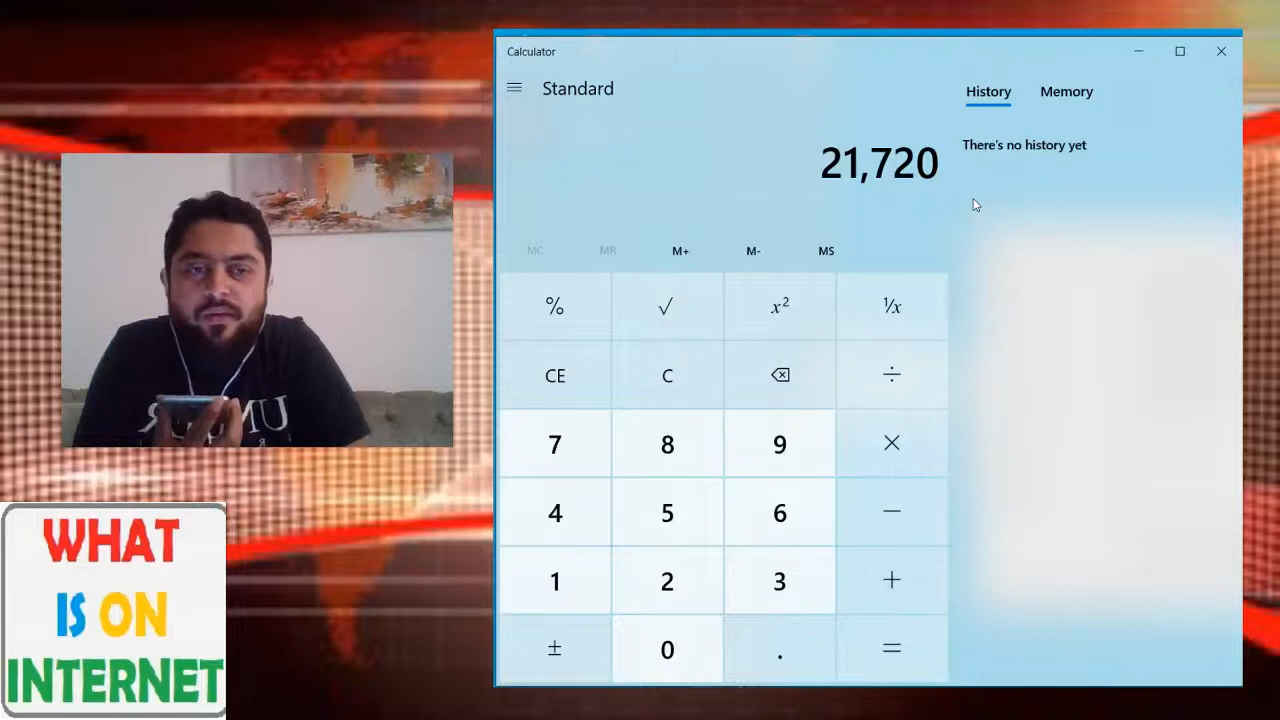 Calculator
Standard
History
Memory
There's no history yet
21,720
MC
MR
M+
M-
MS
%
√
x²
¹/x
CE
C
÷
7
8
9
×
4
5
6
−
1
2
3
+
±
0
.
=
WHAT
IS ON
INTERNET